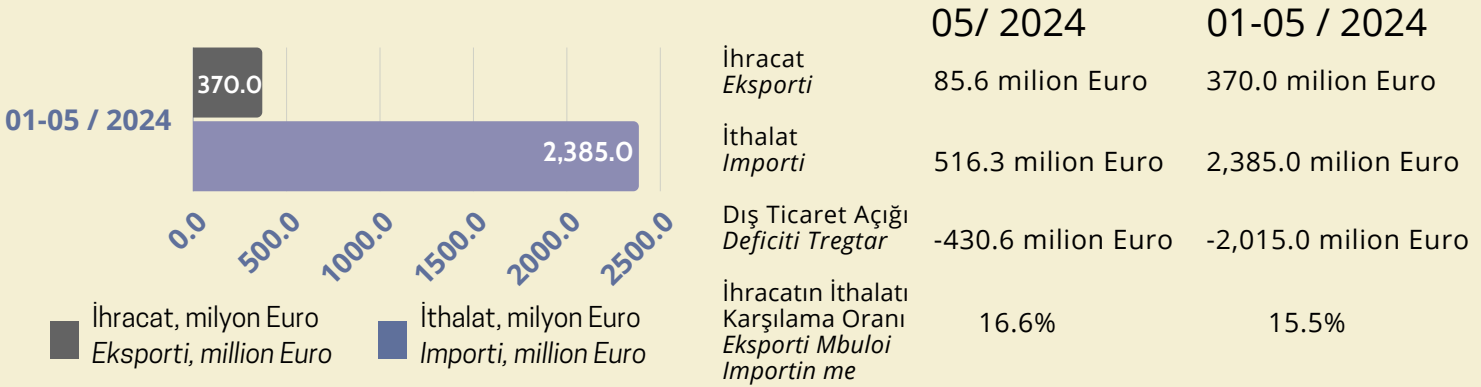 370.0
01-05 / 2024
2,385.0
0.0
500.0
1000.0
1500.0
2000.0
2500.0
İhracat, milyon Euro
Eksporti, million Euro
İthalat, milyon Euro
Importi, million Euro
05/ 2024
01-05 / 2024
İhracat
Eksporti
85.6 milion Euro
370.0 milion Euro
İthalat
Importi
516.3 milion Euro
2,385.0 milion Euro
Dış Ticaret Açığı
Deficiti Tregtar
-430.6 milion Euro
-2,015.0 milion Euro
İhracatın İthalatı
Karşılama Oranı
Eksporti Mbuloi
Importin me
16.6%
15.5%